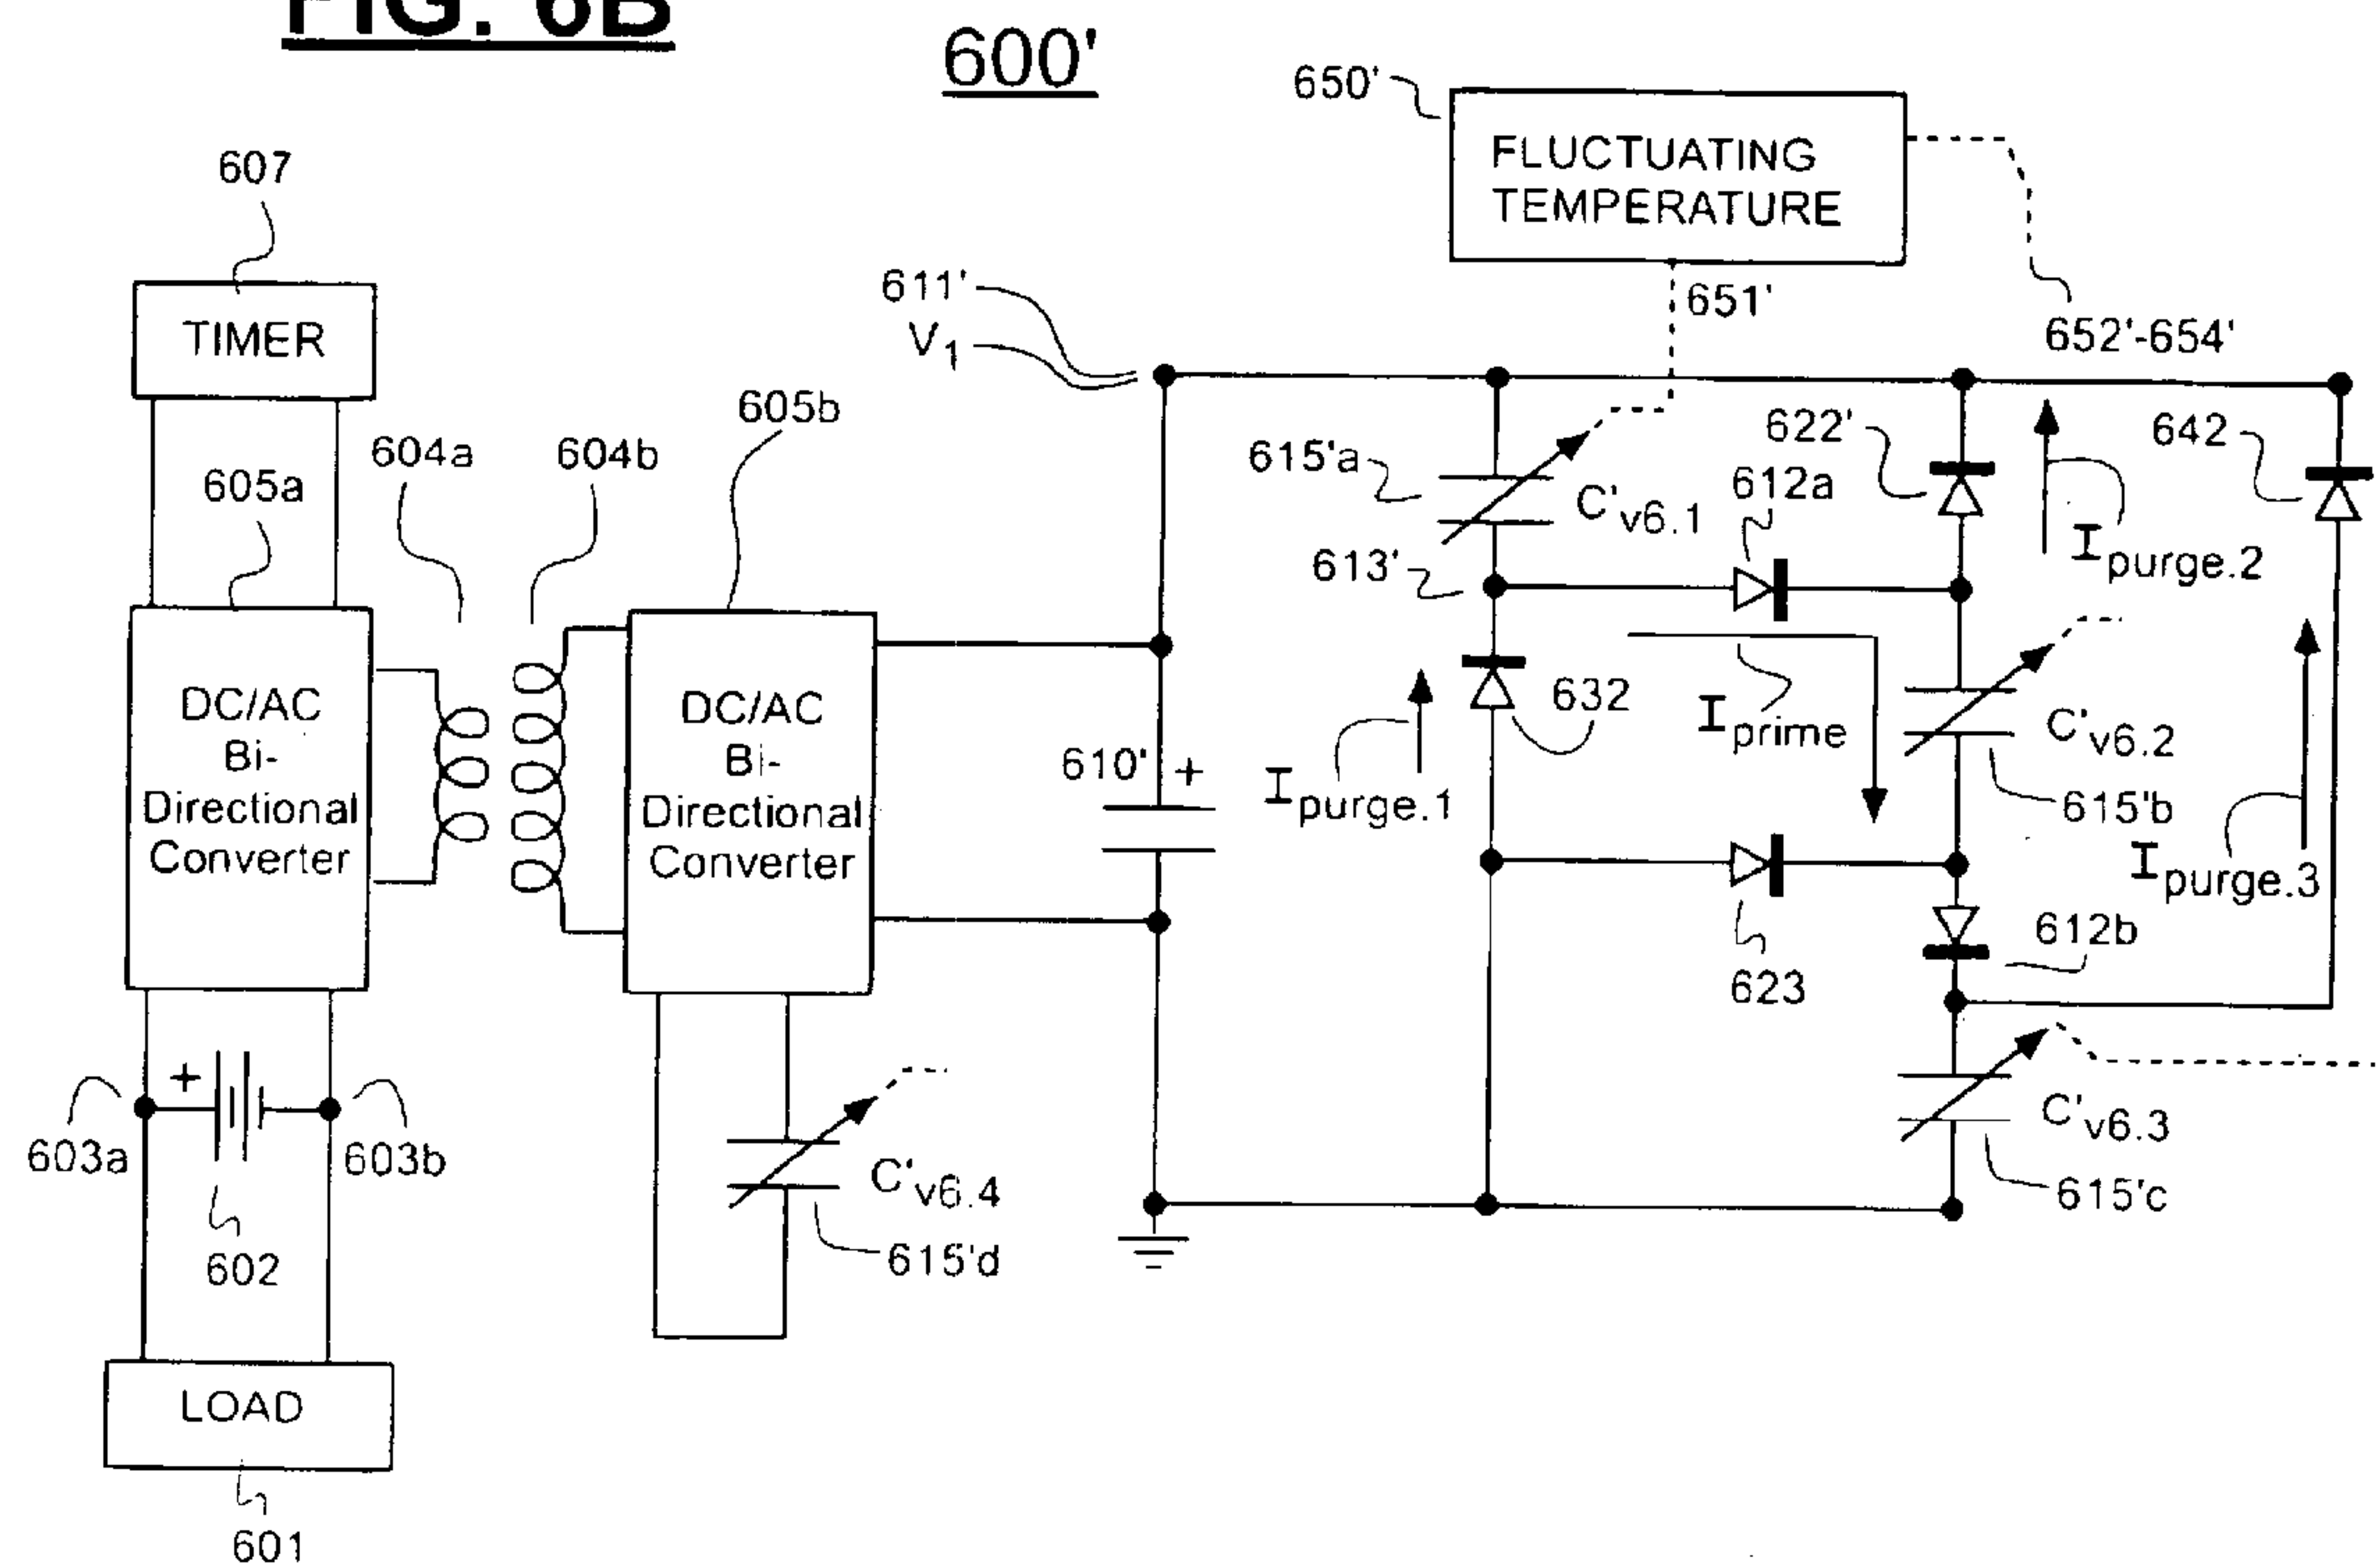 FIG. 6B
600'
650'
FLUCTUATING
TEMPERATURE
607
651'
611'
652'-654'
TIMER
V1
605b
622'
642
604a
604b
615'a
612a
605a
C'v6.1
Ipurge.2
613'
DC/AC
Bi-
Directional
Converter
DC/AC
Bi-
Directional
Converter
632
Iprime
C'v6.2
610'
+
Ipurge.1
615'b
Ipurge.3
612b
623
+
603a
603b
C'v6.3
C'v6.4
615'c
602
615'd
LOAD
601